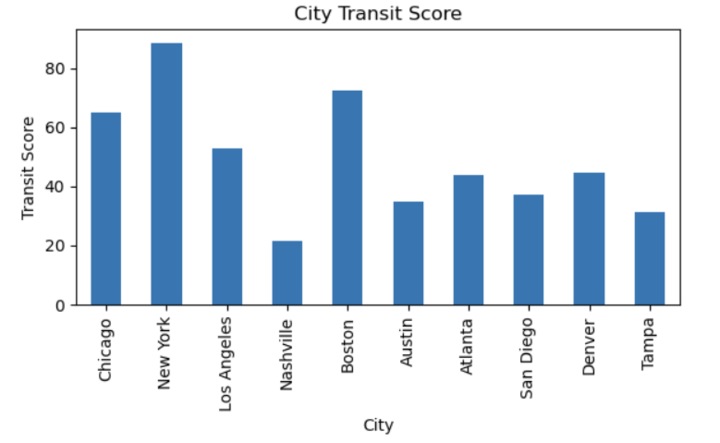 City Transit Score
Transit Score
80
60
40
20
0
Chicago
New York
Los Angeles
Nashville
Boston
Austin
Atlanta
San Diego
Denver
Tampa
City